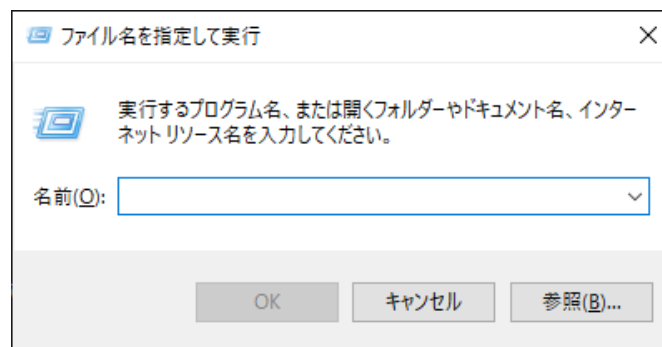 ファイル名を指定して実行
実行するプログラム名、または開くフォルダーやドキュメント名、インター
ネット リソース名を入力してください。
名前(O):
OK
キャンセル
参照(B)...